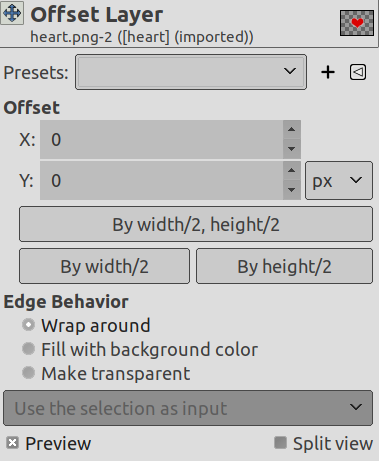 Offset Layer
heart.png-2 ([heart] (imported))
Presets:
Offset
X: 0
Y: 0 px
By width/2, height/2
By width/2 By height/2
Edge Behavior
Wrap around
Fill with background color
Make transparent
Use the selection as input
Preview Split view